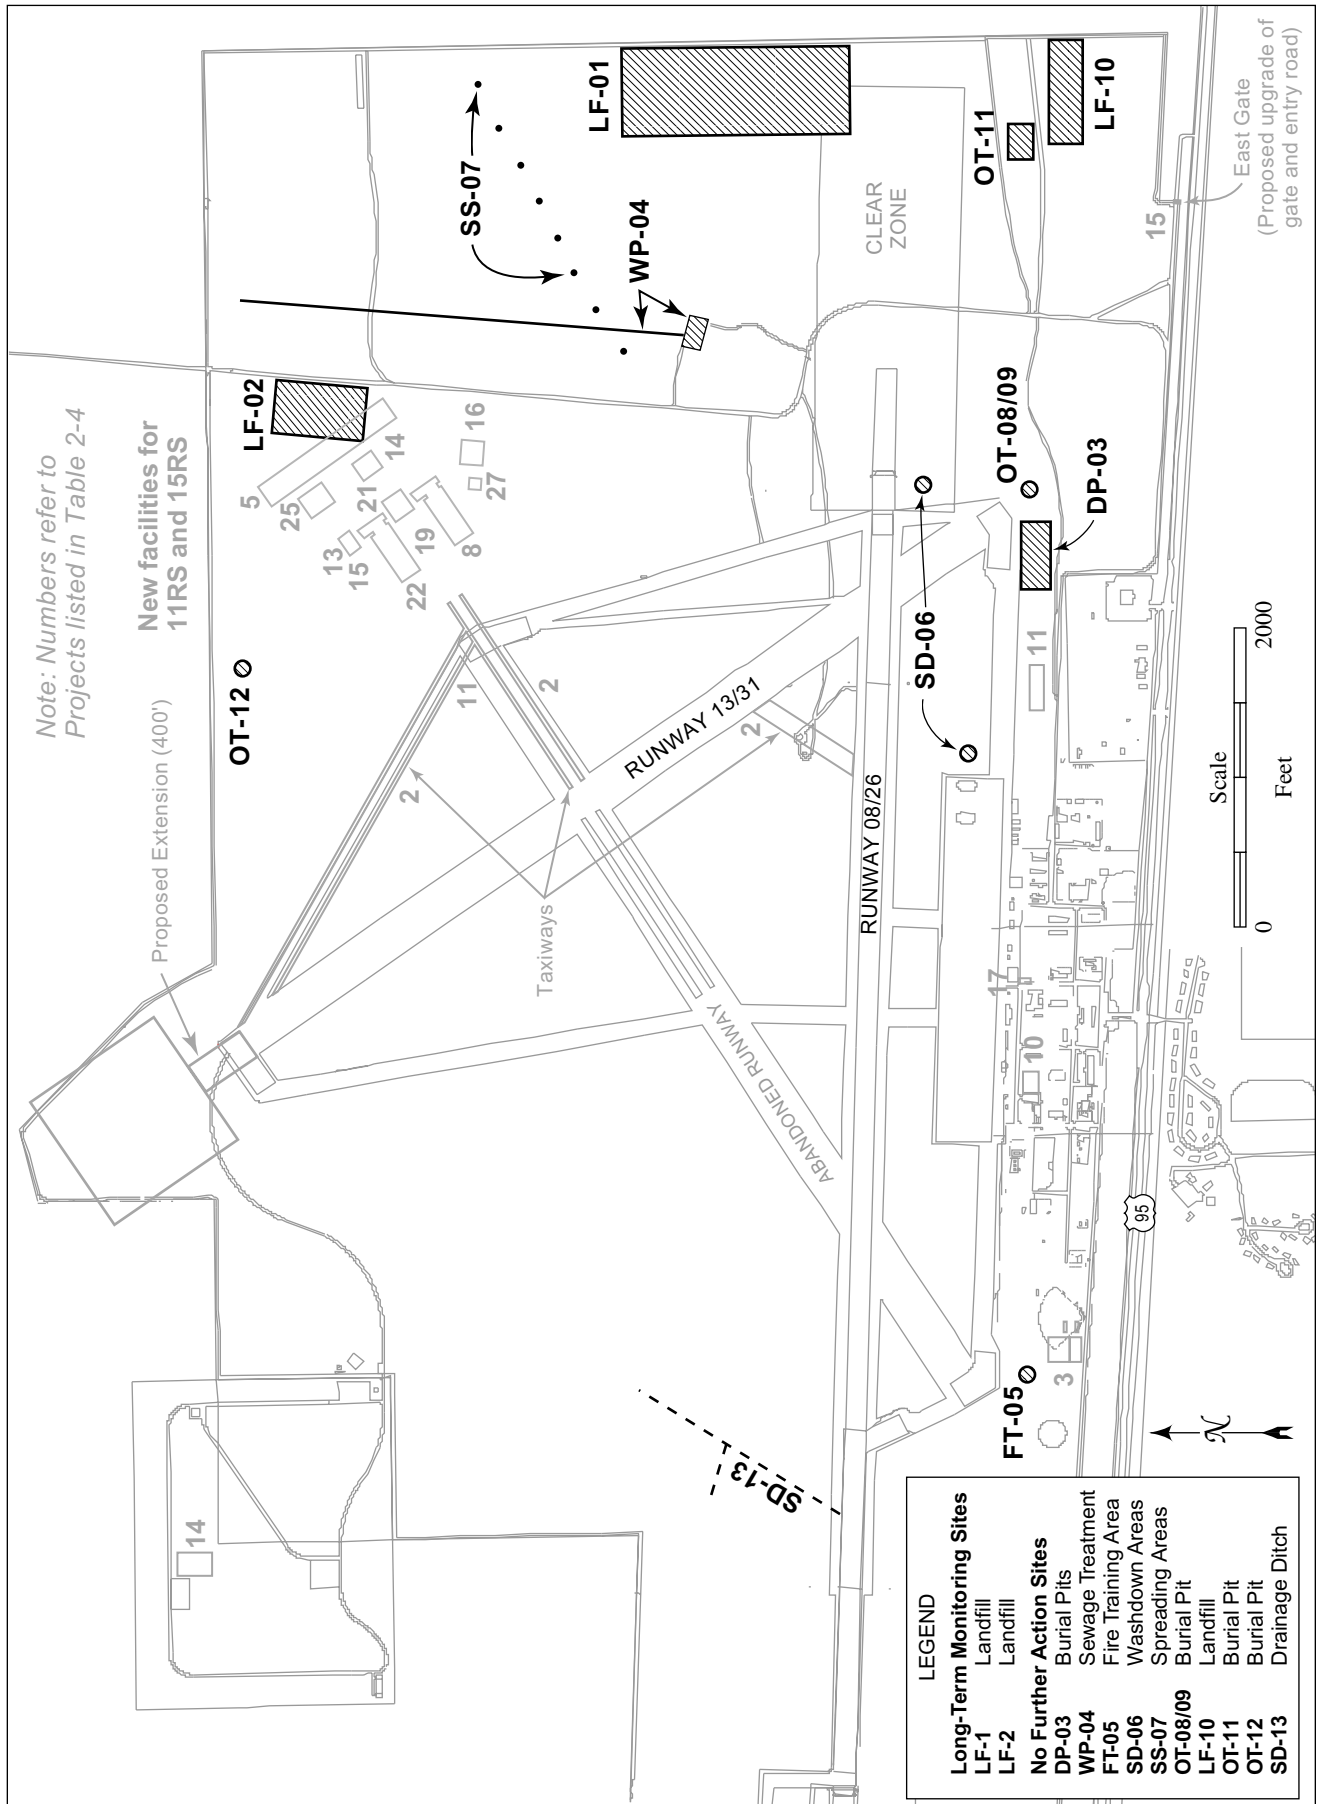 Note: Numbers refer to
Projects listed in Table 2-4
New facilities for
11RS and 15RS
Proposed Extension (400')
OT-12
LF-02
5
25
14
21
13
15
19
22
8
16
27
SS-07
WP-04
LF-01
CLEAR
ZONE
OT-11
LF-10
15
East Gate
(Proposed upgrade of
gate and entry road)
OT-08/09
DP-03
SD-06
11
2
11
2
2
Taxiways
RUNWAY 13/31
RUNWAY 08/26
ABANDONED RUNWAY
17
10
95
3
FT-05
SD-13
14
Scale
0
2000
Feet
N
LEGEND
Long-Term Monitoring Sites
LF-1 Landfill
LF-2 Landfill
No Further Action Sites
DP-03 Burial Pits
WP-04 Sewage Treatment
FT-05 Fire Training Area
SD-06 Washdown Areas
SS-07 Spreading Areas
OT-08/09 Burial Pit
LF-10 Landfill
OT-11 Burial Pit
OT-12 Burial Pit
SD-13 Drainage Ditch